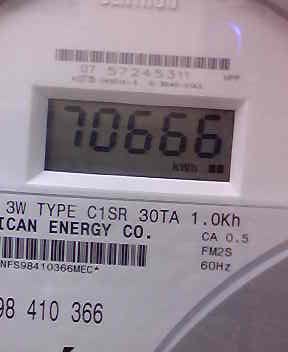 07 57245311
70666
kWh
3W TYPE C1SR 30TA 1.0Kh
ICAN ENERGY CO.
CA 0.5
FM2S
60Hz
NFS98410366MEC*
98 410 366